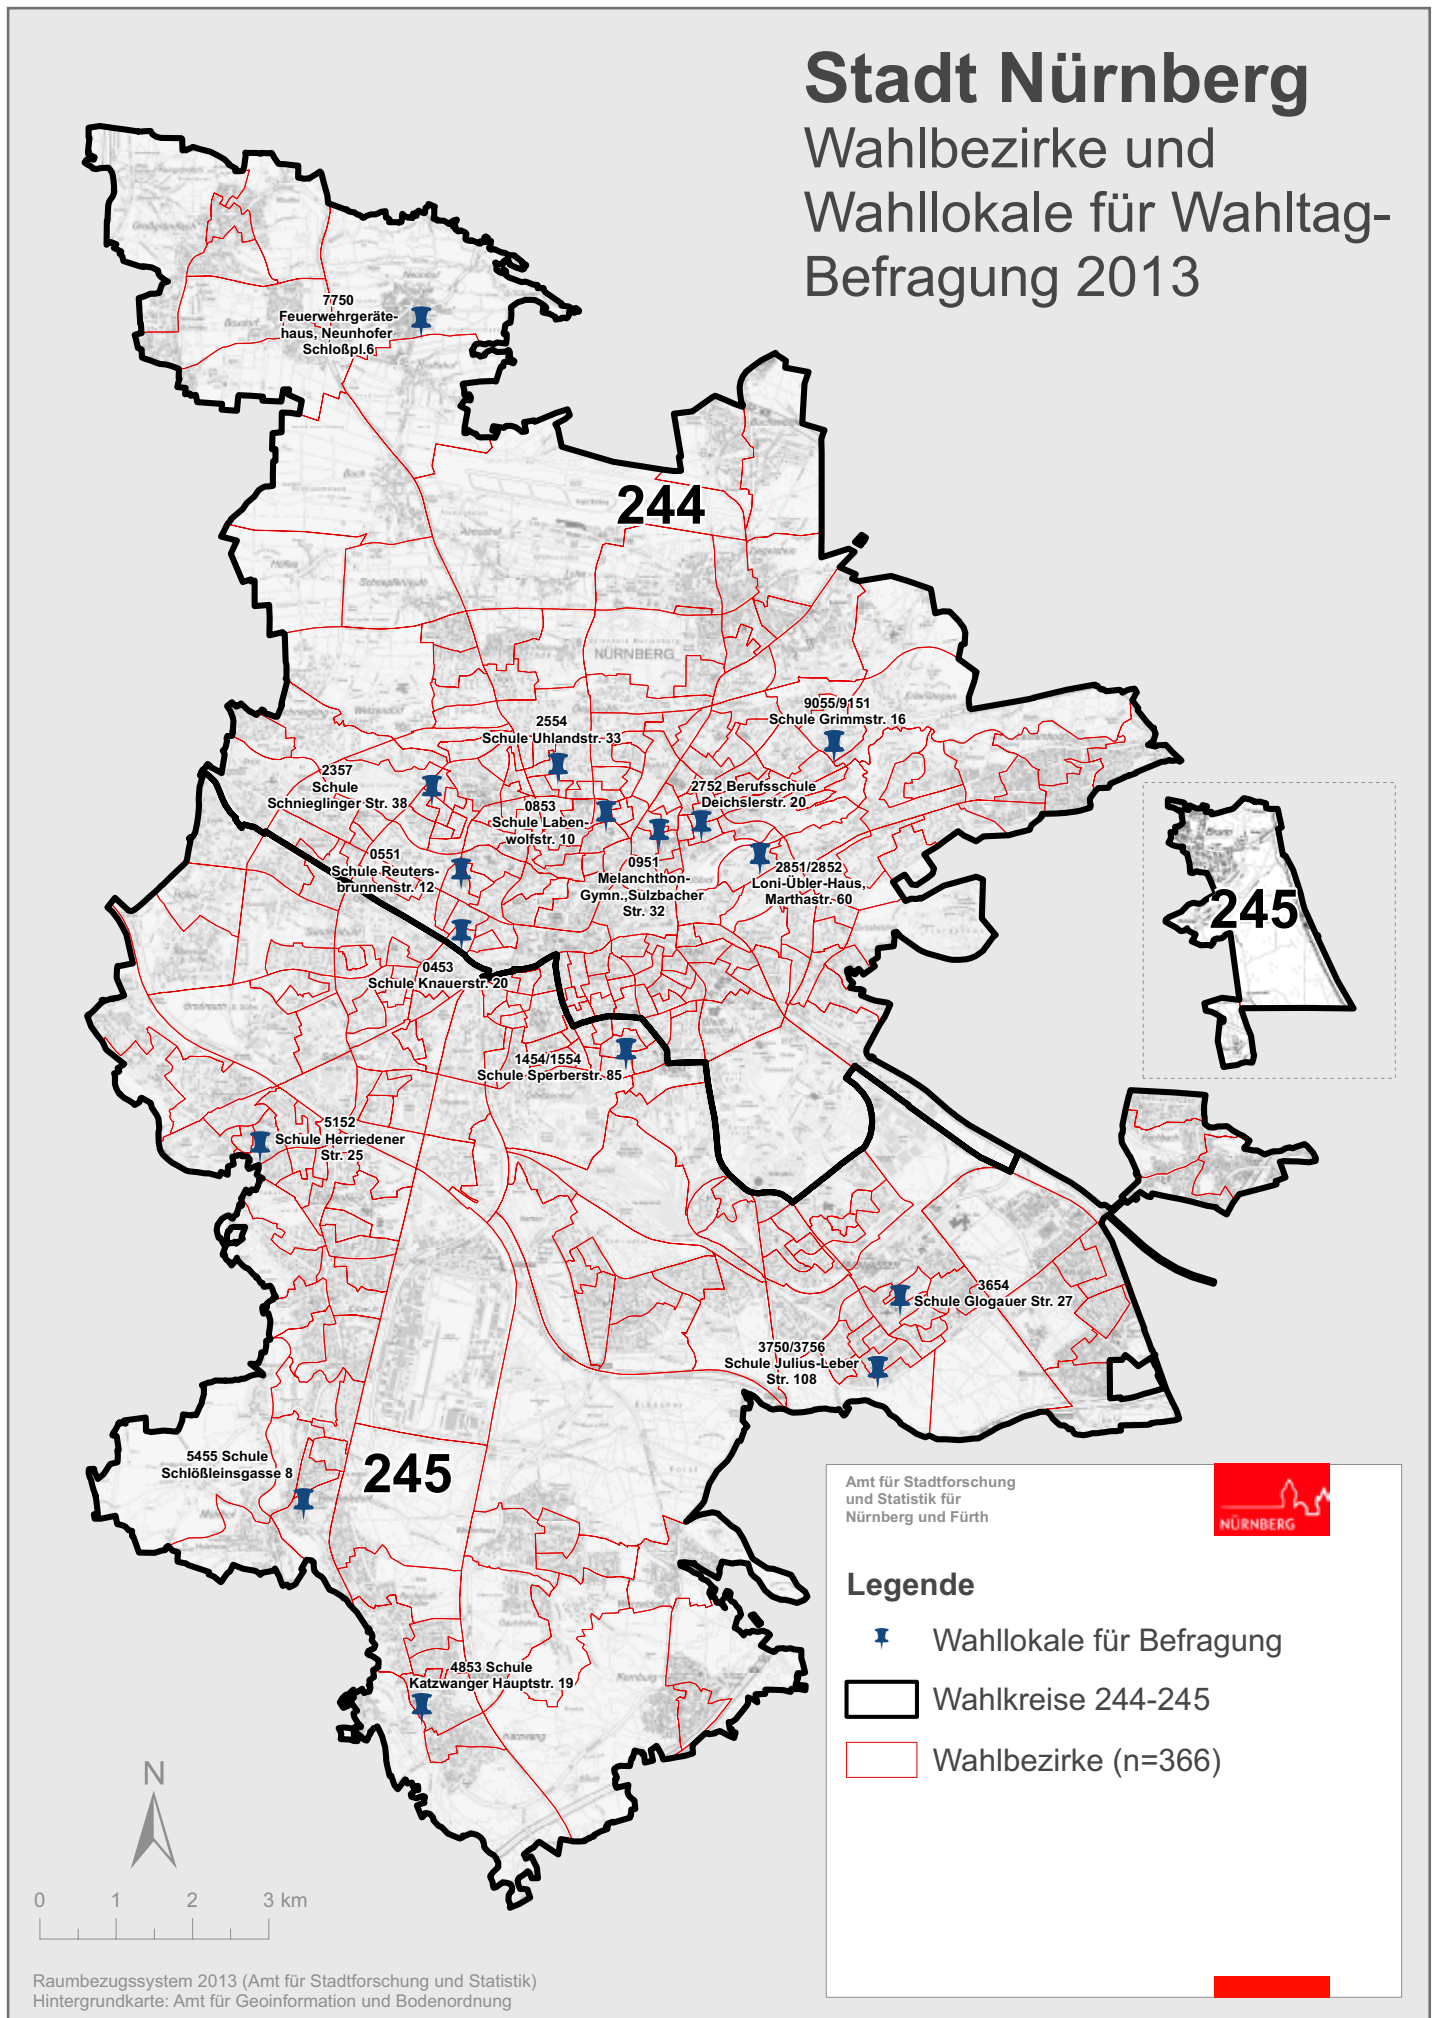 Stadt Nürnberg
Wahlbezirke und
Wahllokale für Wahltag-
Befragung 2013
7750
Feuerwehrgeräte-
haus, Neunhofer
Schloßpl.6
244
NÜRNBERG
9055/9151
Schule Grimmstr. 16
2554
Schule Uhlandstr. 33
2357
Schule
Schnieglinger Str. 38
2752 Berufsschule
Deichslerstr. 20
0853
Schule Laben-
wolfstr. 10
0551
Schule Reuters-
brunnenstr. 12
0951
Melanchthon-
Gymn.,Sulzbacher
Str. 32
2851/2852
Loni-Übler-Haus,
Marthastr. 60
245
0453
Schule Knauerstr. 20
1454/1554
Schule Sperberstr. 85
5152
Schule Herriedener
Str. 25
3654
Schule Glogauer Str. 27
3750/3756
Schule Julius-Leber
Str. 108
5455 Schule
Schlößleinsgasse 8
245
4853 Schule
Katzwanger Hauptstr. 19
Amt für Stadtforschung
und Statistik für
Nürnberg und Fürth
NÜRNBERG
Legende
Wahllokale für Befragung
Wahlkreise 244-245
Wahlbezirke (n=366)
N
0 1 2 3 km
Raumbezugssystem 2013 (Amt für Stadtforschung und Statistik)
Hintergrundkarte: Amt für Geoinformation und Bodenordnung